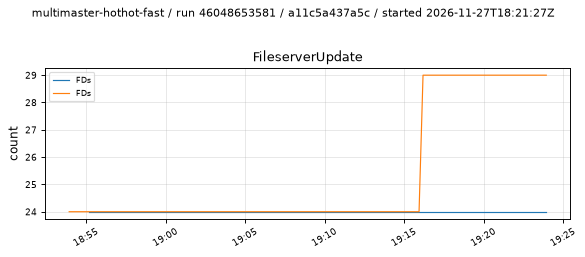 multimaster-hothot-fast / run 46048653581 / a11c5a437a5c / started 2026-11-27T18:21:27Z
FileserverUpdate
FDs
FDs
count
29
28
27
26
25
24
18:55
19:00
19:05
19:10
19:15
19:20
19:25